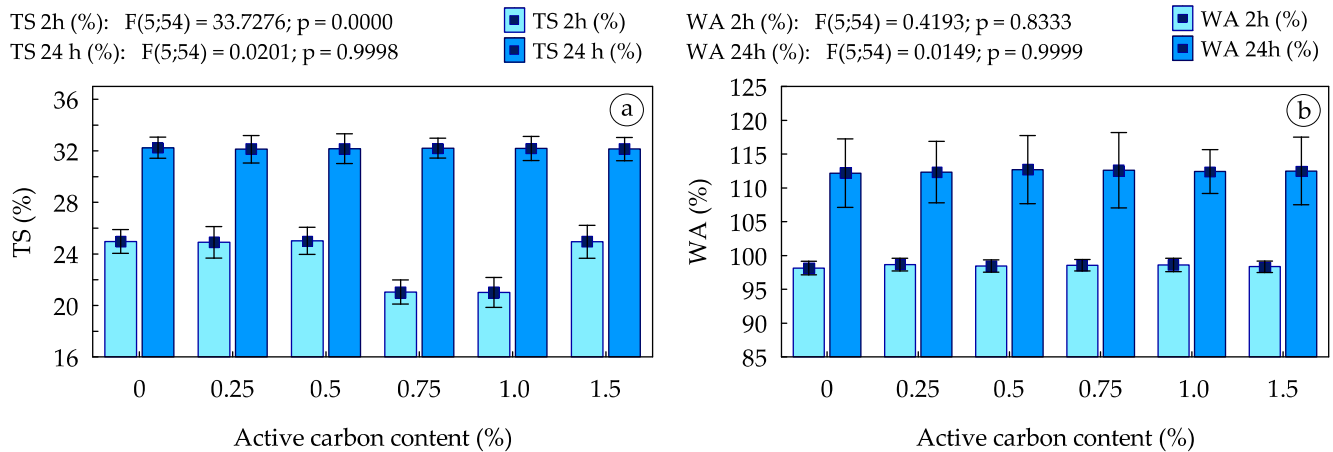 TS 2h (%): F(5;54) = 33.7276; p = 0.0000
TS 24 h (%): F(5;54) = 0.0201; p = 0.9998
TS 2h (%)
TS 24 h (%)
a
36
32
28
24
20
16
TS (%)
0 0.25 0.5 0.75 1.0 1.5
Active carbon content (%)
WA 2h (%): F(5;54) = 0.4193; p = 0.8333
WA 24h (%): F(5;54) = 0.0149; p = 0.9999
WA 2h (%)
WA 24h (%)
b
125
120
115
110
105
100
95
90
85
WA (%)
0 0.25 0.5 0.75 1.0 1.5
Active carbon content (%)